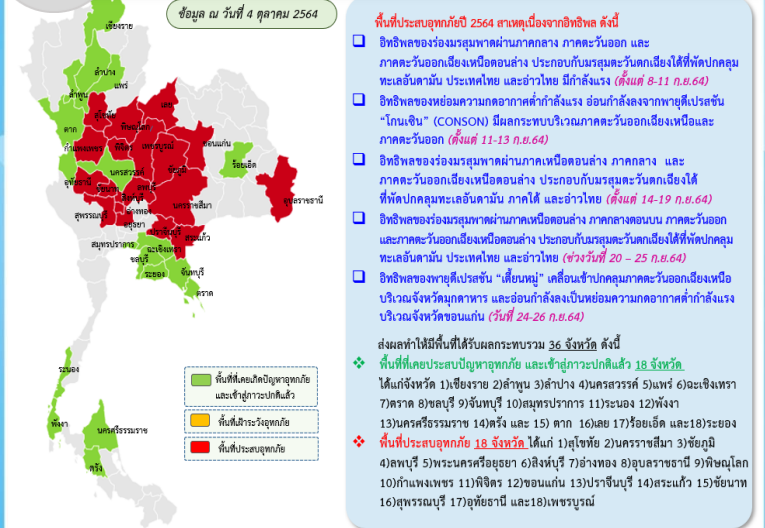 ข้อมูล ณ วันที่ 4 ตุลาคม 2564
เชียงราย
ลำปาง
แพร่
ลำพูน
เลย
สุโขทัย
ตาก
พิษณุโลก
ขอนแก่น
กำแพงเพชร
พิจิตร
เพชรบูรณ์
ร้อยเอ็ด
นครสวรรค์
ชัยภูมิ
อุทัยธานี
ชัยนาท
ลพบุรี
สิงห์บุรี
นครราชสีมา
อุบลราชธานี
สุพรรณบุรี
อ่างทอง
อยุธยา
ปราจีนบุรี
สระแก้ว
สมุทรปราการ
ฉะเชิงเทรา
ชลบุรี
ระยอง
จันทบุรี
ตราด
ระนอง
พังงา
นครศรีธรรมราช
ตรัง
พื้นที่ที่เคยเกิดปัญหาอุทกภัย
และเข้าสู่ภาวะปกติแล้ว
พื้นที่เฝ้าระวังอุทกภัย
พื้นที่ประสบอุทกภัย
พื้นที่ประสบอุทกภัยปี 2564 สาเหตุเนื่องจากอิทธิพล ดังนี้
อิทธิพลของร่องมรสุมพาดผ่านภาคกลาง ภาคตะวันออก และ
ภาคตะวันออกเฉียงเหนือตอนล่าง ประกอบกับมรสุมตะวันตกเฉียงใต้ที่พัดปกคลุม
ทะเลอันดามัน ประเทศไทย และอ่าวไทย มีกำลังแรง (ตั้งแต่ 8-11 ก.ย.64)
อิทธิพลของหย่อมความกดอากาศต่ำกำลังแรง อ่อนกำลังลงจากพายุดีเปรสชัน
“โกนเซิน” (CONSON) มีผลกระทบบริเวณภาคตะวันออกเฉียงเหนือและ
ภาคตะวันออก (ตั้งแต่ 11-13 ก.ย.64)
อิทธิพลของร่องมรสุมพาดผ่านภาคเหนือตอนล่าง ภาคกลาง และ
ภาคตะวันออกเฉียงเหนือตอนล่าง ประกอบกับมรสุมตะวันตกเฉียงใต้
ที่พัดปกคลุมทะเลอันดามัน ภาคใต้ และอ่าวไทย (ตั้งแต่ 14-19 ก.ย.64)
อิทธิพลของร่องมรสุมพาดผ่านภาคเหนือตอนล่าง ภาคกลางตอนบน ภาคตะวันออก
และภาคตะวันออกเฉียงเหนือตอนล่าง ประกอบกับมรสุมตะวันตกเฉียงใต้ที่พัดปกคลุม
ทะเลอันดามัน ประเทศไทย และอ่าวไทย (ช่วงวันที่ 20 – 25 ก.ย.64)
อิทธิพลของพายุดีเปรสชัน “เตี้ยนหมู่” เคลื่อนเข้าปกคลุมภาคตะวันออกเฉียงเหนือ
บริเวณจังหวัดมุกดาหาร และอ่อนกำลังลงเป็นหย่อมความกดอากาศต่ำกำลังแรง
บริเวณจังหวัดขอนแก่น (วันที่ 24-26 ก.ย.64)
ส่งผลทำให้มีพื้นที่ได้รับผลกระทบรวม 36 จังหวัด ดังนี้
พื้นที่ที่เคยประสบปัญหาอุทกภัย และเข้าสู่ภาวะปกติแล้ว 18 จังหวัด
ได้แก่จังหวัด 1)เชียงราย 2)ลำพูน 3)ลำปาง 4)นครสวรรค์ 5)แพร่ 6)ฉะเชิงเทรา
7)ตราด 8)ชลบุรี 9)จันทบุรี 10)สมุทรปราการ 11)ระนอง 12)พังงา
13)นครศรีธรรมราช 14)ตรัง และ 15) ตาก 16)เลย 17)ร้อยเอ็ด และ18)ระยอง
พื้นที่ประสบอุทกภัย 18 จังหวัด ได้แก่ 1)สุโขทัย 2)นครราชสีมา 3)ชัยภูมิ
4)ลพบุรี 5)พระนครศรีอยุธยา 6)สิงห์บุรี 7)อ่างทอง 8)อุบลราชธานี 9)พิษณุโลก
10)กำแพงเพชร 11)พิจิตร 12)ขอนแก่น 13)ปราจีนบุรี 14)สระแก้ว 15)ชัยนาท
16)สุพรรณบุรี 17)อุทัยธานี และ18)เพชรบูรณ์